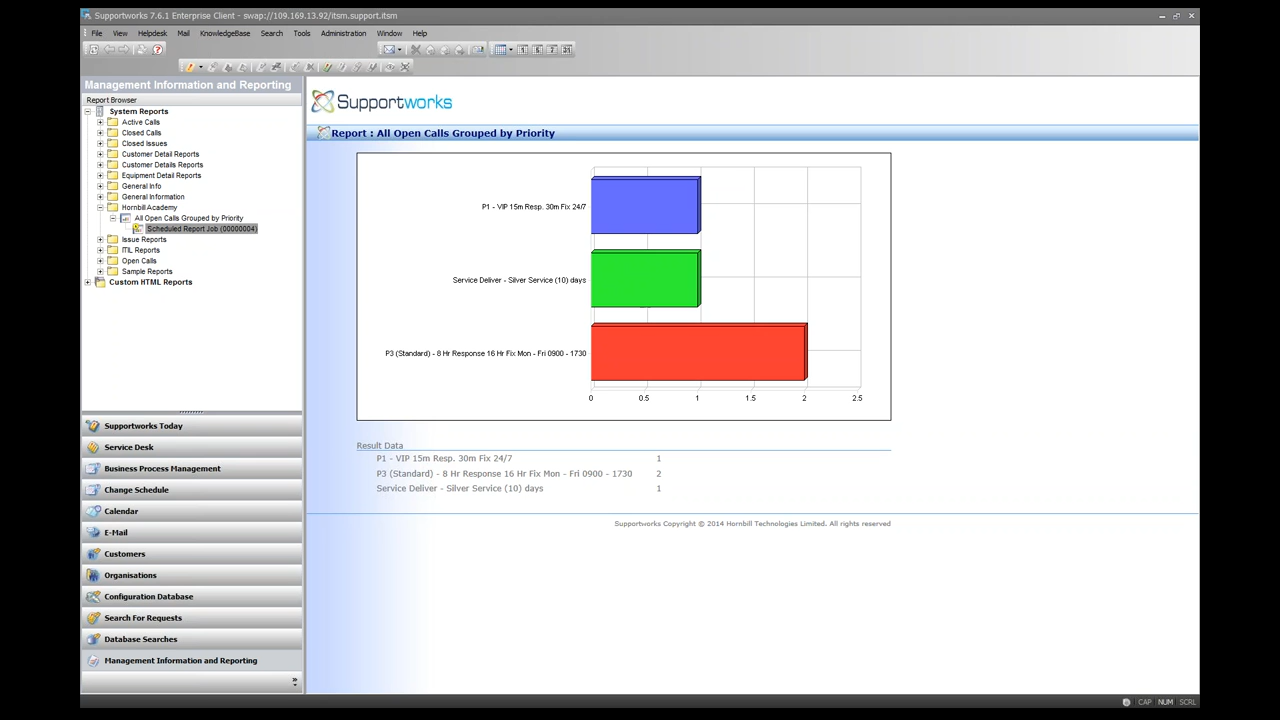 Supportworks 7.6.1 Enterprise Client - swap://109.169.13.92/itsm.support.itsm
File View Helpdesk Mail KnowledgeBase Search Tools Administration Window Help
Management Information and Reporting
Report Browser
System Reports
Active Calls
Closed Calls
Closed Issues
Customer Detail Reports
Customer Details Reports
Equipment Detail Reports
General Info
General Information
Hornbill Academy
All Open Calls Grouped by Priority
Scheduled Report Job (00000004)
Issue Reports
ITIL Reports
Open Calls
Sample Reports
Custom HTML Reports
Supportworks Today
Service Desk
Business Process Management
Change Schedule
Calendar
E-Mail
Customers
Organisations
Configuration Database
Search For Requests
Database Searches
Management Information and Reporting
Supportworks
Report : All Open Calls Grouped by Priority
P1 - VIP 15m Resp. 30m Fix 24/7
Service Deliver - Silver Service (10) days
P3 (Standard) - 8 Hr Response 16 Hr Fix Mon - Fri 0900 - 1730
0 0.5 1 1.5 2 2.5
Result Data
P1 - VIP 15m Resp. 30m Fix 24/7 1
P3 (Standard) - 8 Hr Response 16 Hr Fix Mon - Fri 0900 - 1730 2
Service Deliver - Silver Service (10) days 1
Supportworks Copyright © 2014 Hornbill Technologies Limited. All rights reserved
CAP NUM SCRL